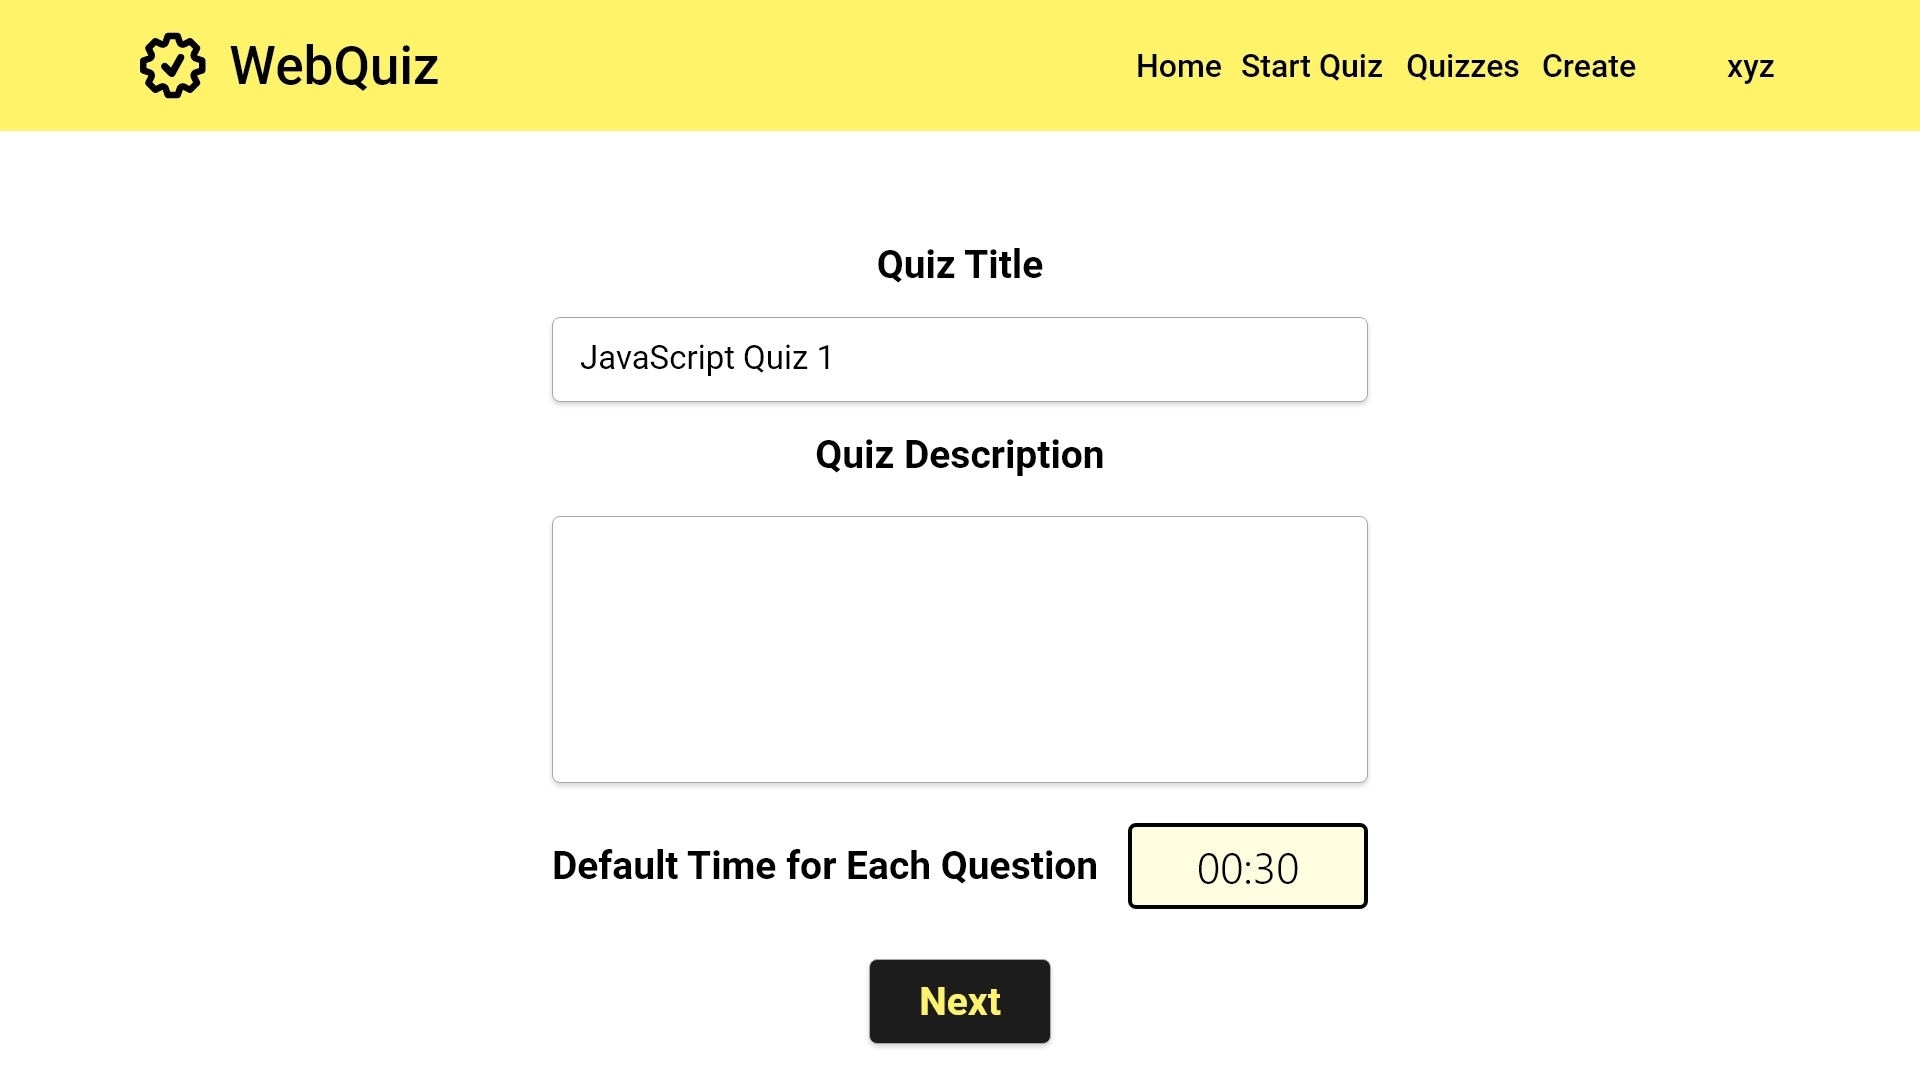 WebQuiz
Home Start Quiz Quizzes Create xyz
Quiz Title
JavaScript Quiz 1
Quiz Description
Default Time for Each Question 00:30
Next